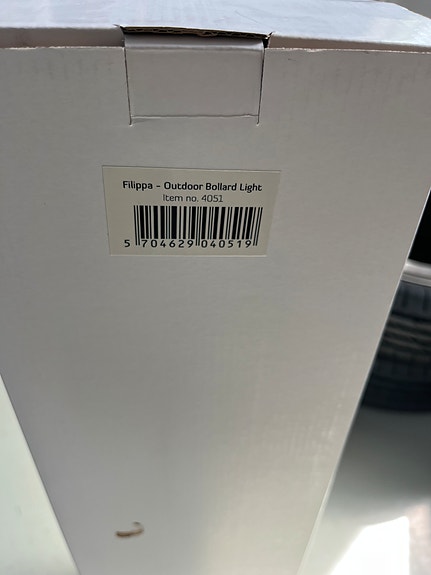 Filippa - Outdoor Bollard Light
Item no. 4051
5 704629 040519